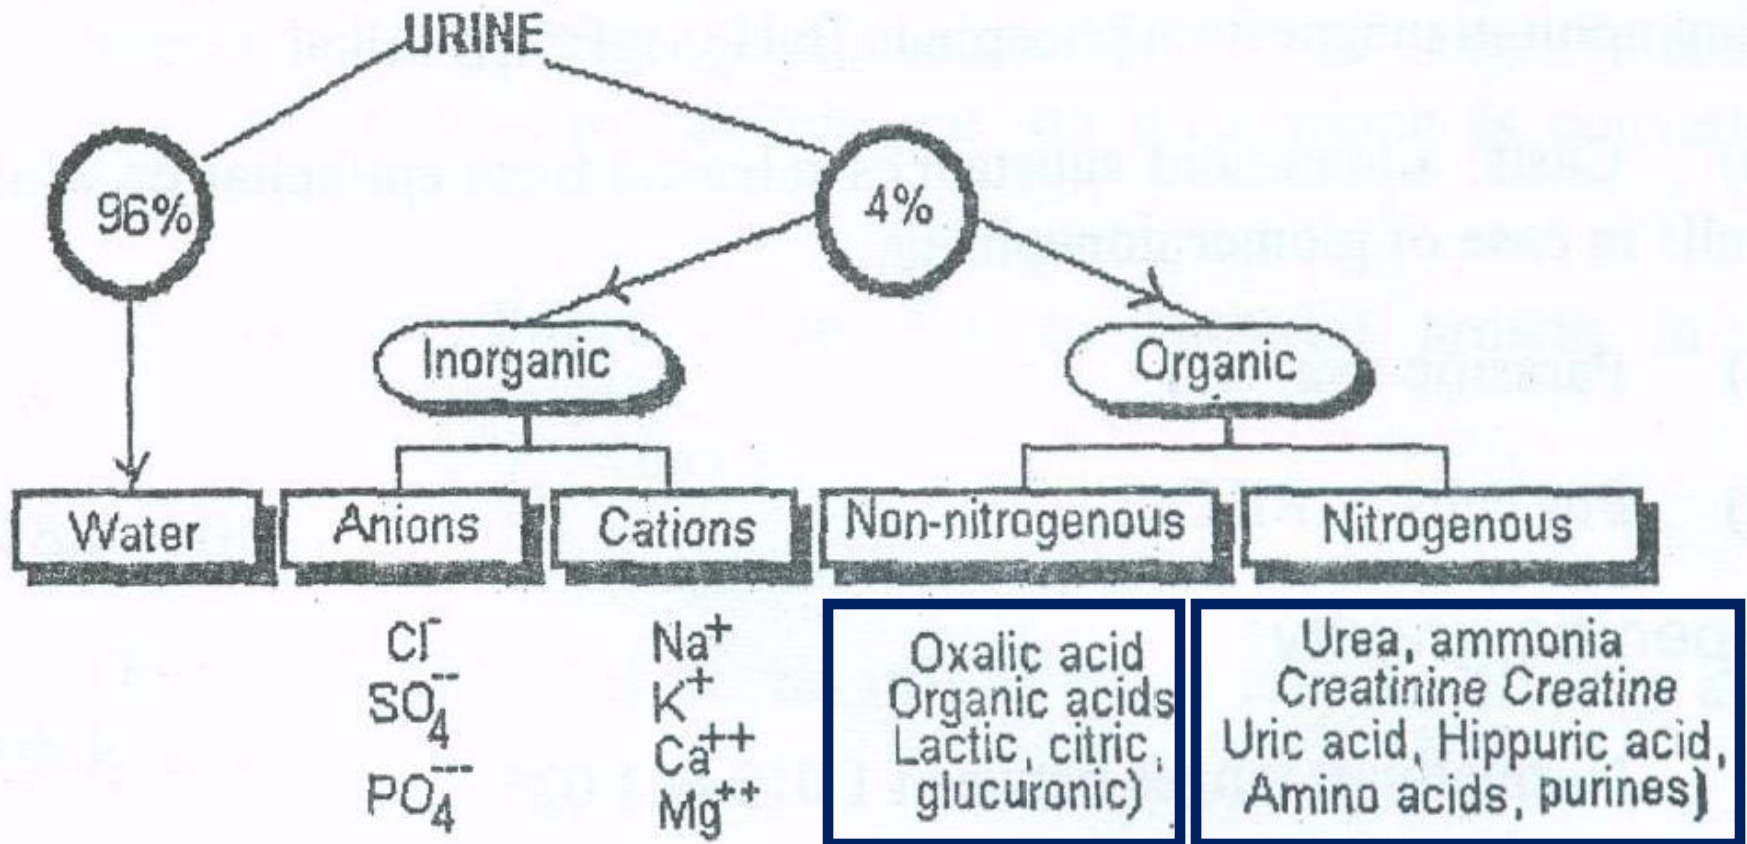 URINE
96%
4%
Inorganic
Organic
Water
Anions
Cations
Non-nitrogenous
Nitrogenous
Cl⁻
SO₄⁻⁻
PO₄⁻⁻⁻
Na⁺
K⁺
Ca⁺⁺
Mg⁺⁺
Oxalic acid
Organic acids
Lactic, citric,
glucuronic)
Urea, ammonia
Creatinine Creatine
Uric acid, Hippuric acid,
Amino acids, purines)